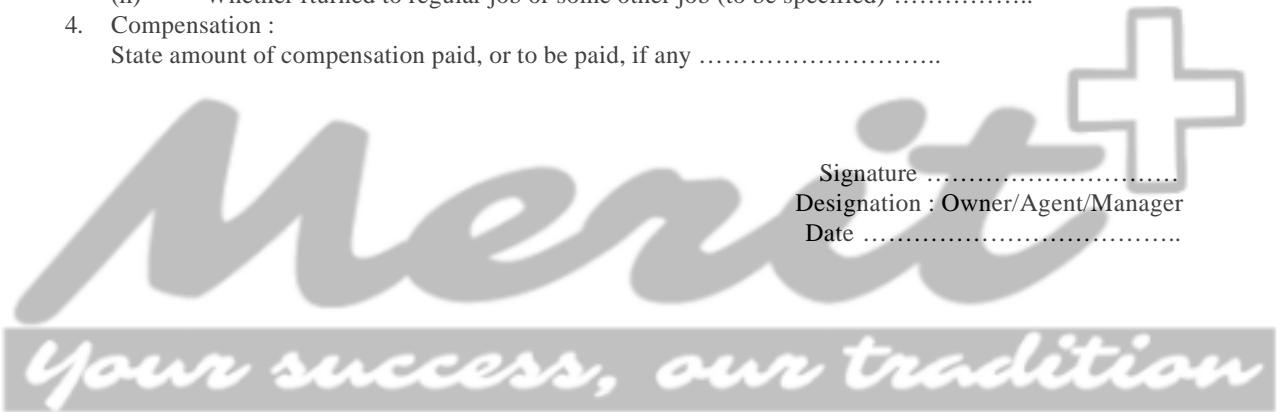 (ii) Whether rturned to regular job or some other job (to be specified) ……………..
4. Compensation :
State amount of compensation paid, or to be paid, if any ………………………..
Signature …………………………
Designation : Owner/Agent/Manager
Date ………………………………..
Merit+
Your success, our tradition